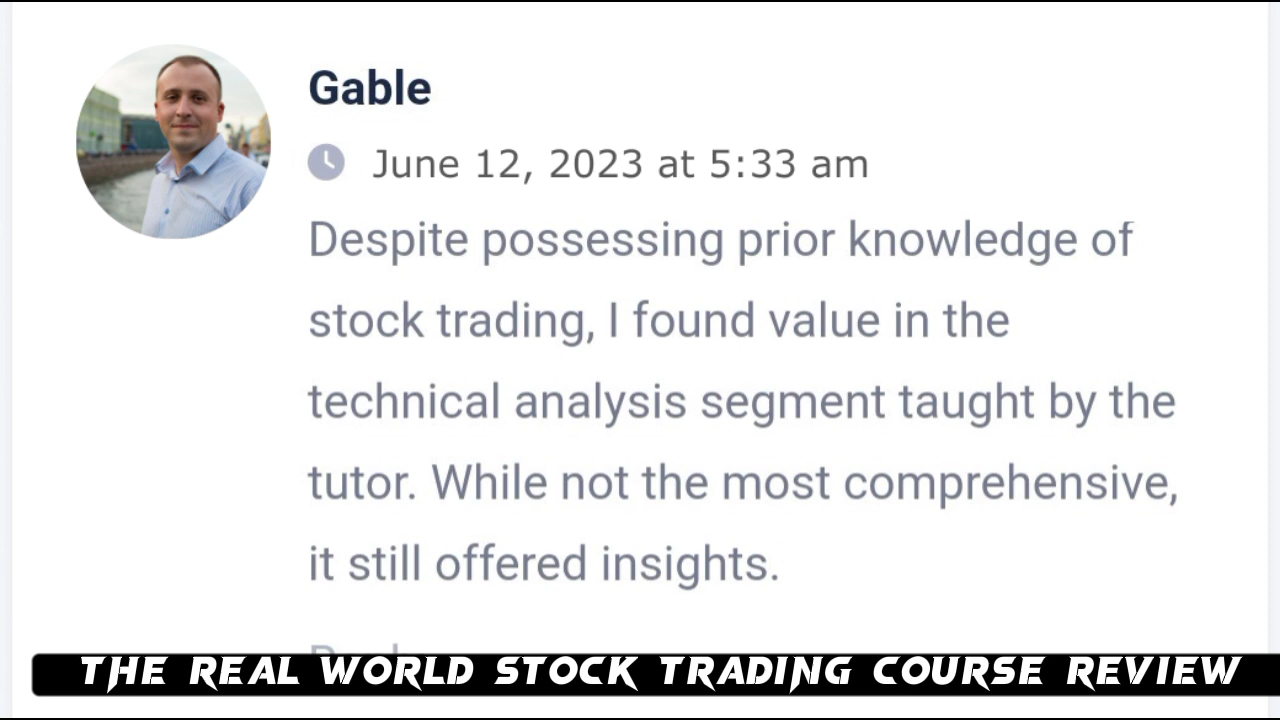 Gable
June 12, 2023 at 5:33 am
Despite possessing prior knowledge of
stock trading, I found value in the
technical analysis segment taught by the
tutor. While not the most comprehensive,
it still offered insights.
THE REAL WORLD STOCK TRADING COURSE REVIEW